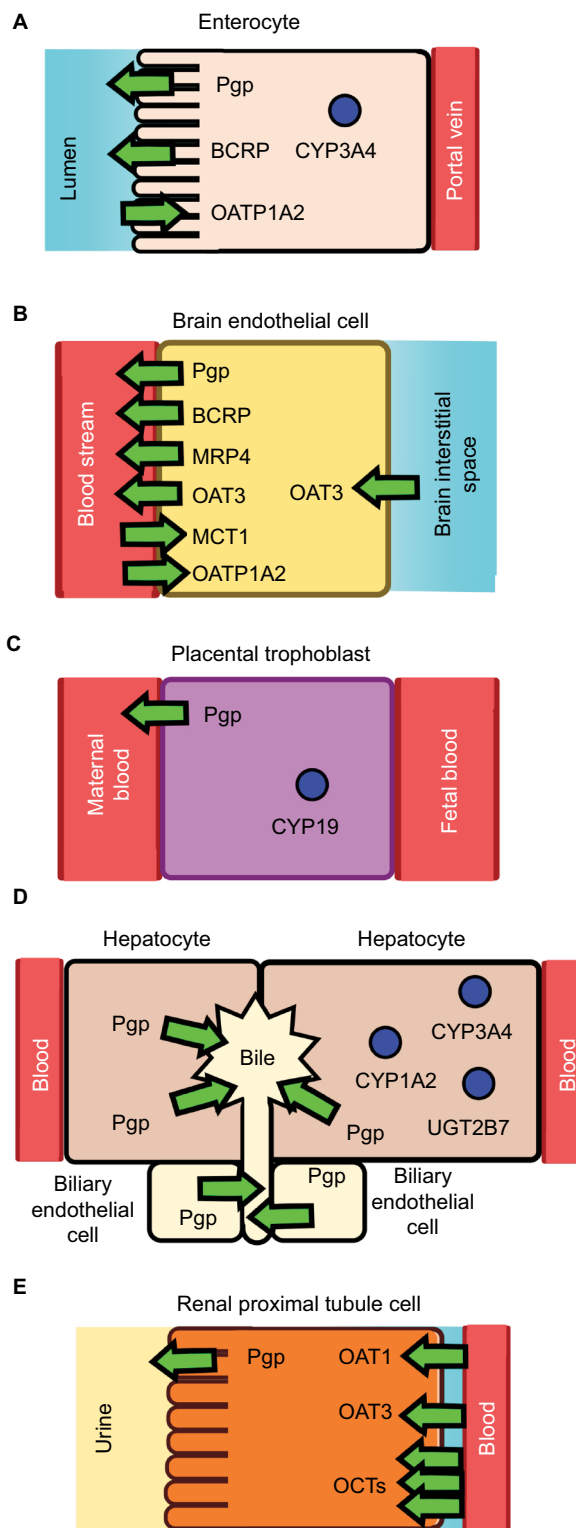 A
Enterocyte
Lumen
Pgp
BCRP
CYP3A4
OATP1A2
Portal vein
B
Brain endothelial cell
Blood stream
Pgp
BCRP
MRP4
OAT3
OAT3
MCT1
OATP1A2
Brain interstitial
space
C
Placental trophoblast
Maternal
blood
Pgp
CYP19
Fetal blood
D
Hepatocyte
Hepatocyte
Blood
Pgp
Pgp
Bile
CYP3A4
CYP1A2
Pgp
UGT2B7
Blood
Biliary
endothelial
cell
Pgp
Pgp
Biliary
endothelial
cell
E
Renal proximal tubule cell
Urine
Pgp
OAT1
OAT3
OCTs
Blood